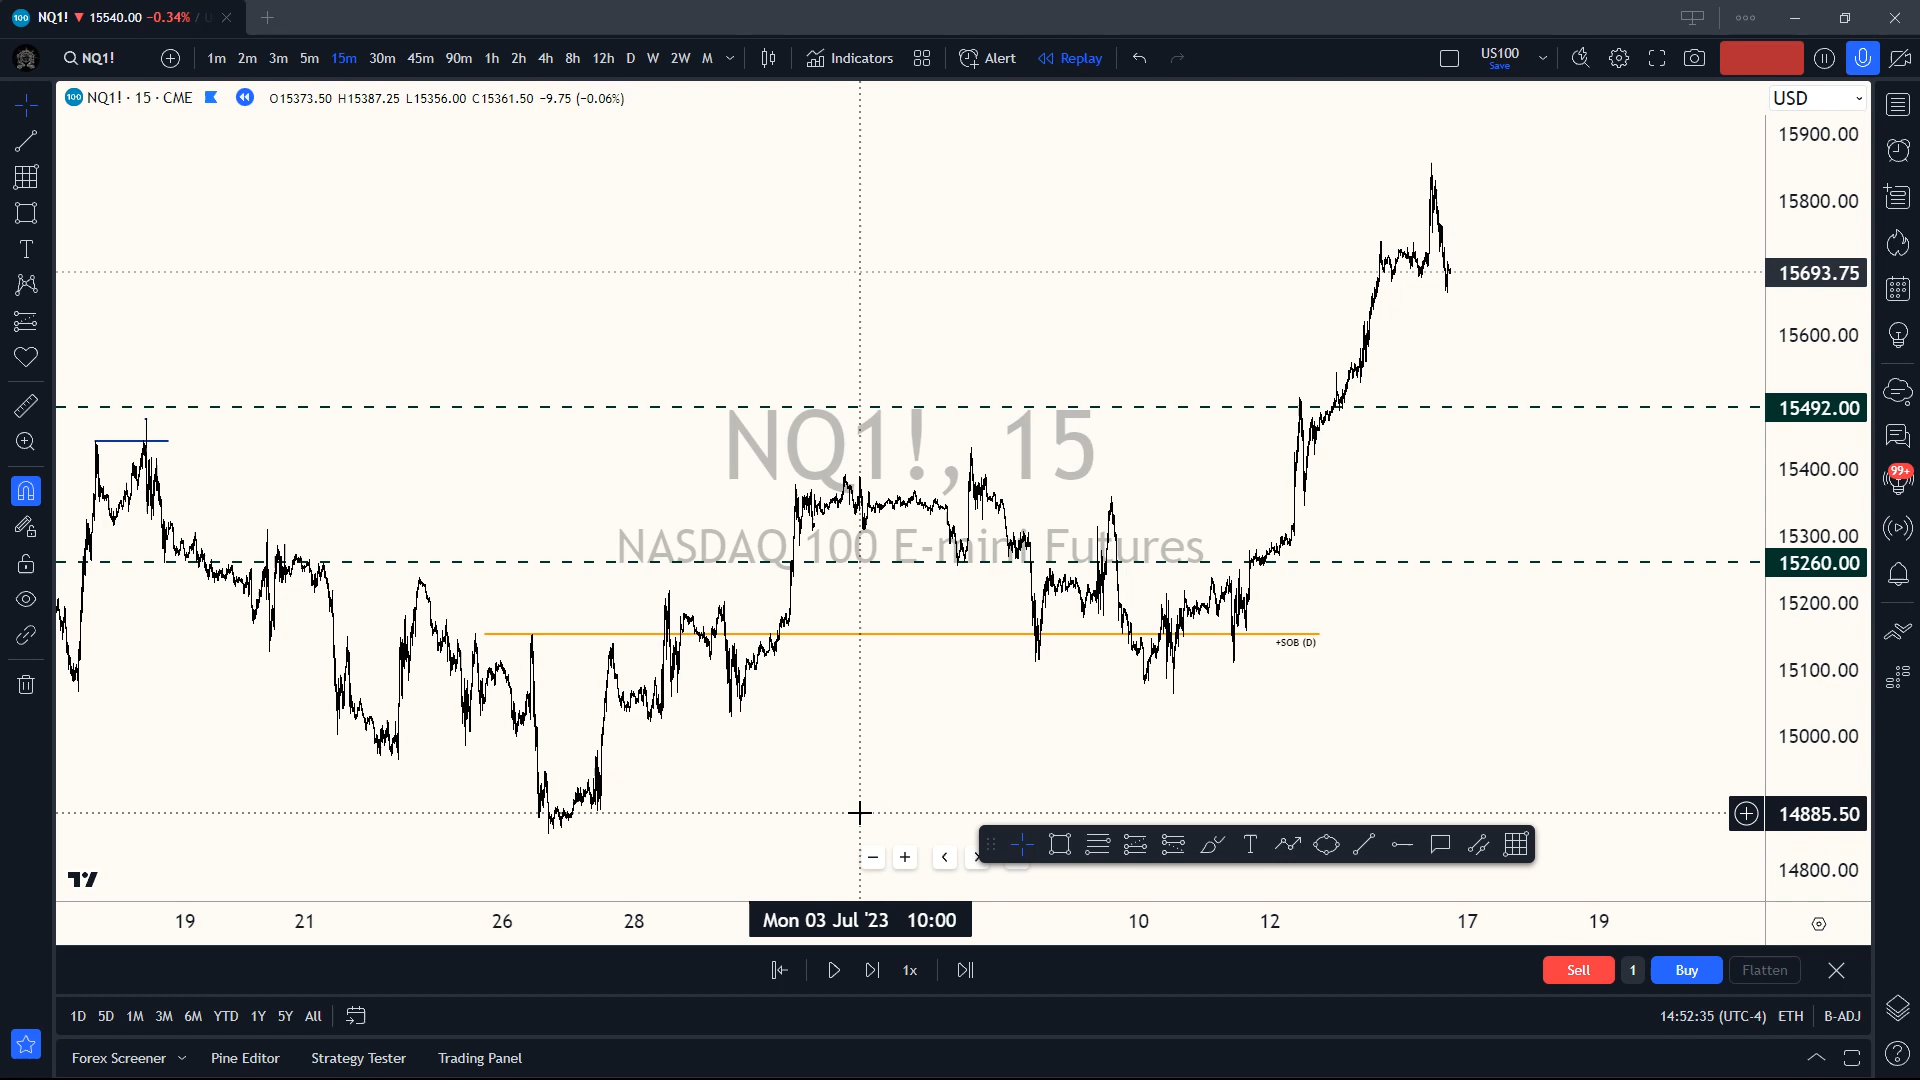 NQ1! ▼ 15540.00 −0.34% / U
NQ1!
1m 2m 3m 5m 15m 30m 45m 90m 1h 2h 4h 8h 12h D W 2W M
Indicators
Alert
Replay
US100
Save
NQ1! · 15 · CME
O15373.50 H15387.25 L15356.00 C15361.50 −9.75 (−0.06%)
USD
15900.00
15800.00
15693.75
15600.00
15492.00
15400.00
15300.00
15260.00
15200.00
15100.00
15000.00
14885.50
14800.00
NQ1!, 15
NASDAQ 100 E-mini Futures
+SOB (D)
99+
19 21 26 28 Mon 03 Jul '23 10:00 10 12 17 19
1x
Sell 1 Buy Flatten
1D 5D 1M 3M 6M YTD 1Y 5Y All
14:52:35 (UTC-4) ETH B-ADJ
Forex Screener Pine Editor Strategy Tester Trading Panel